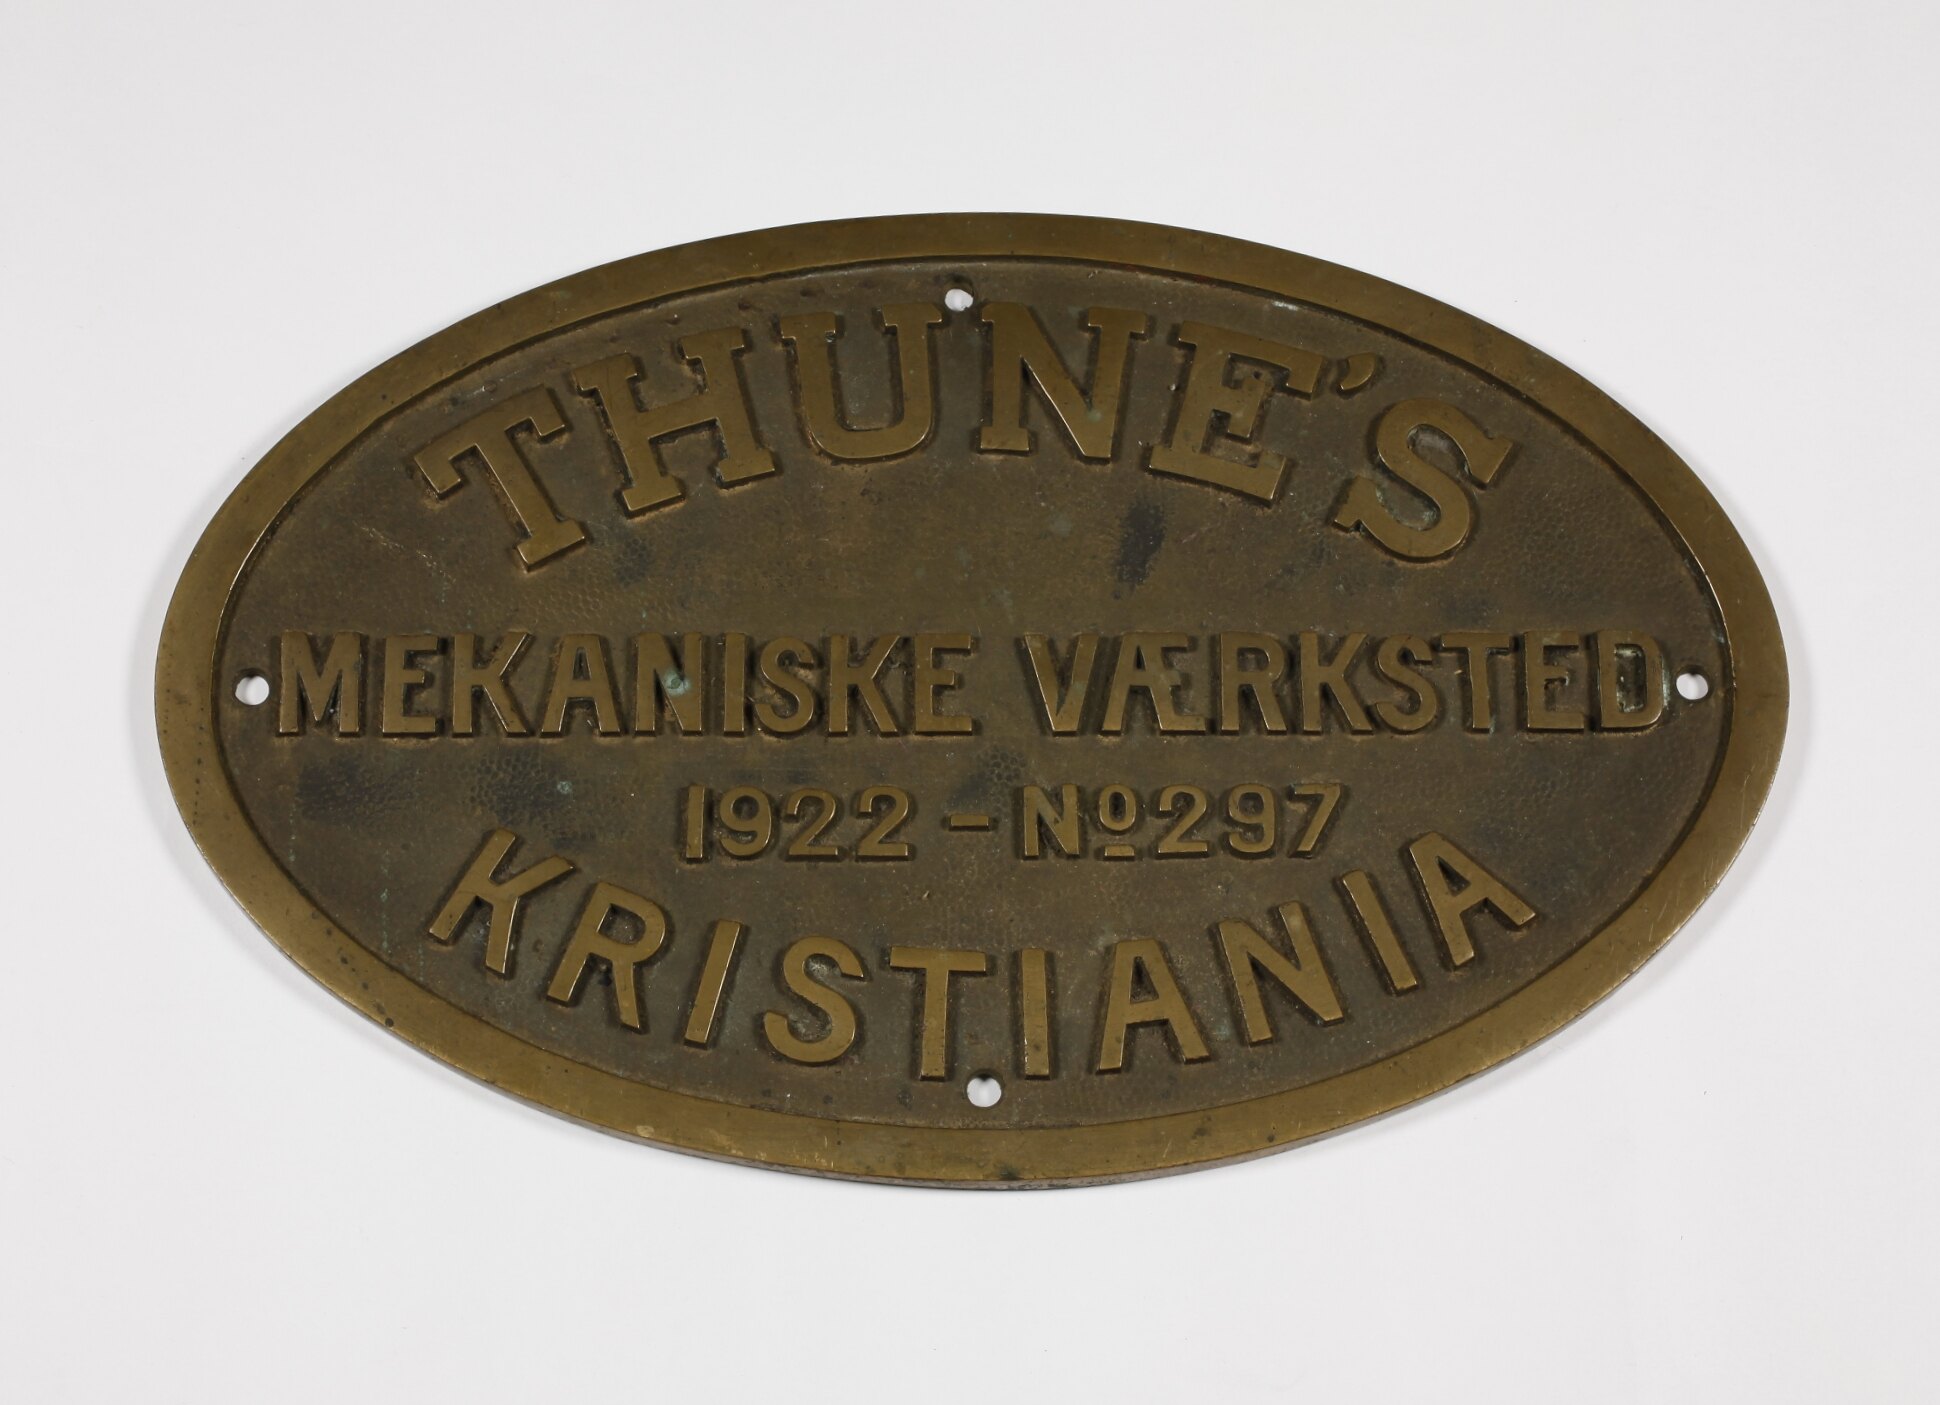 THUNE'S
MEKANISKE VÆRKSTED
1922 - Nº 297
KRISTIANIA